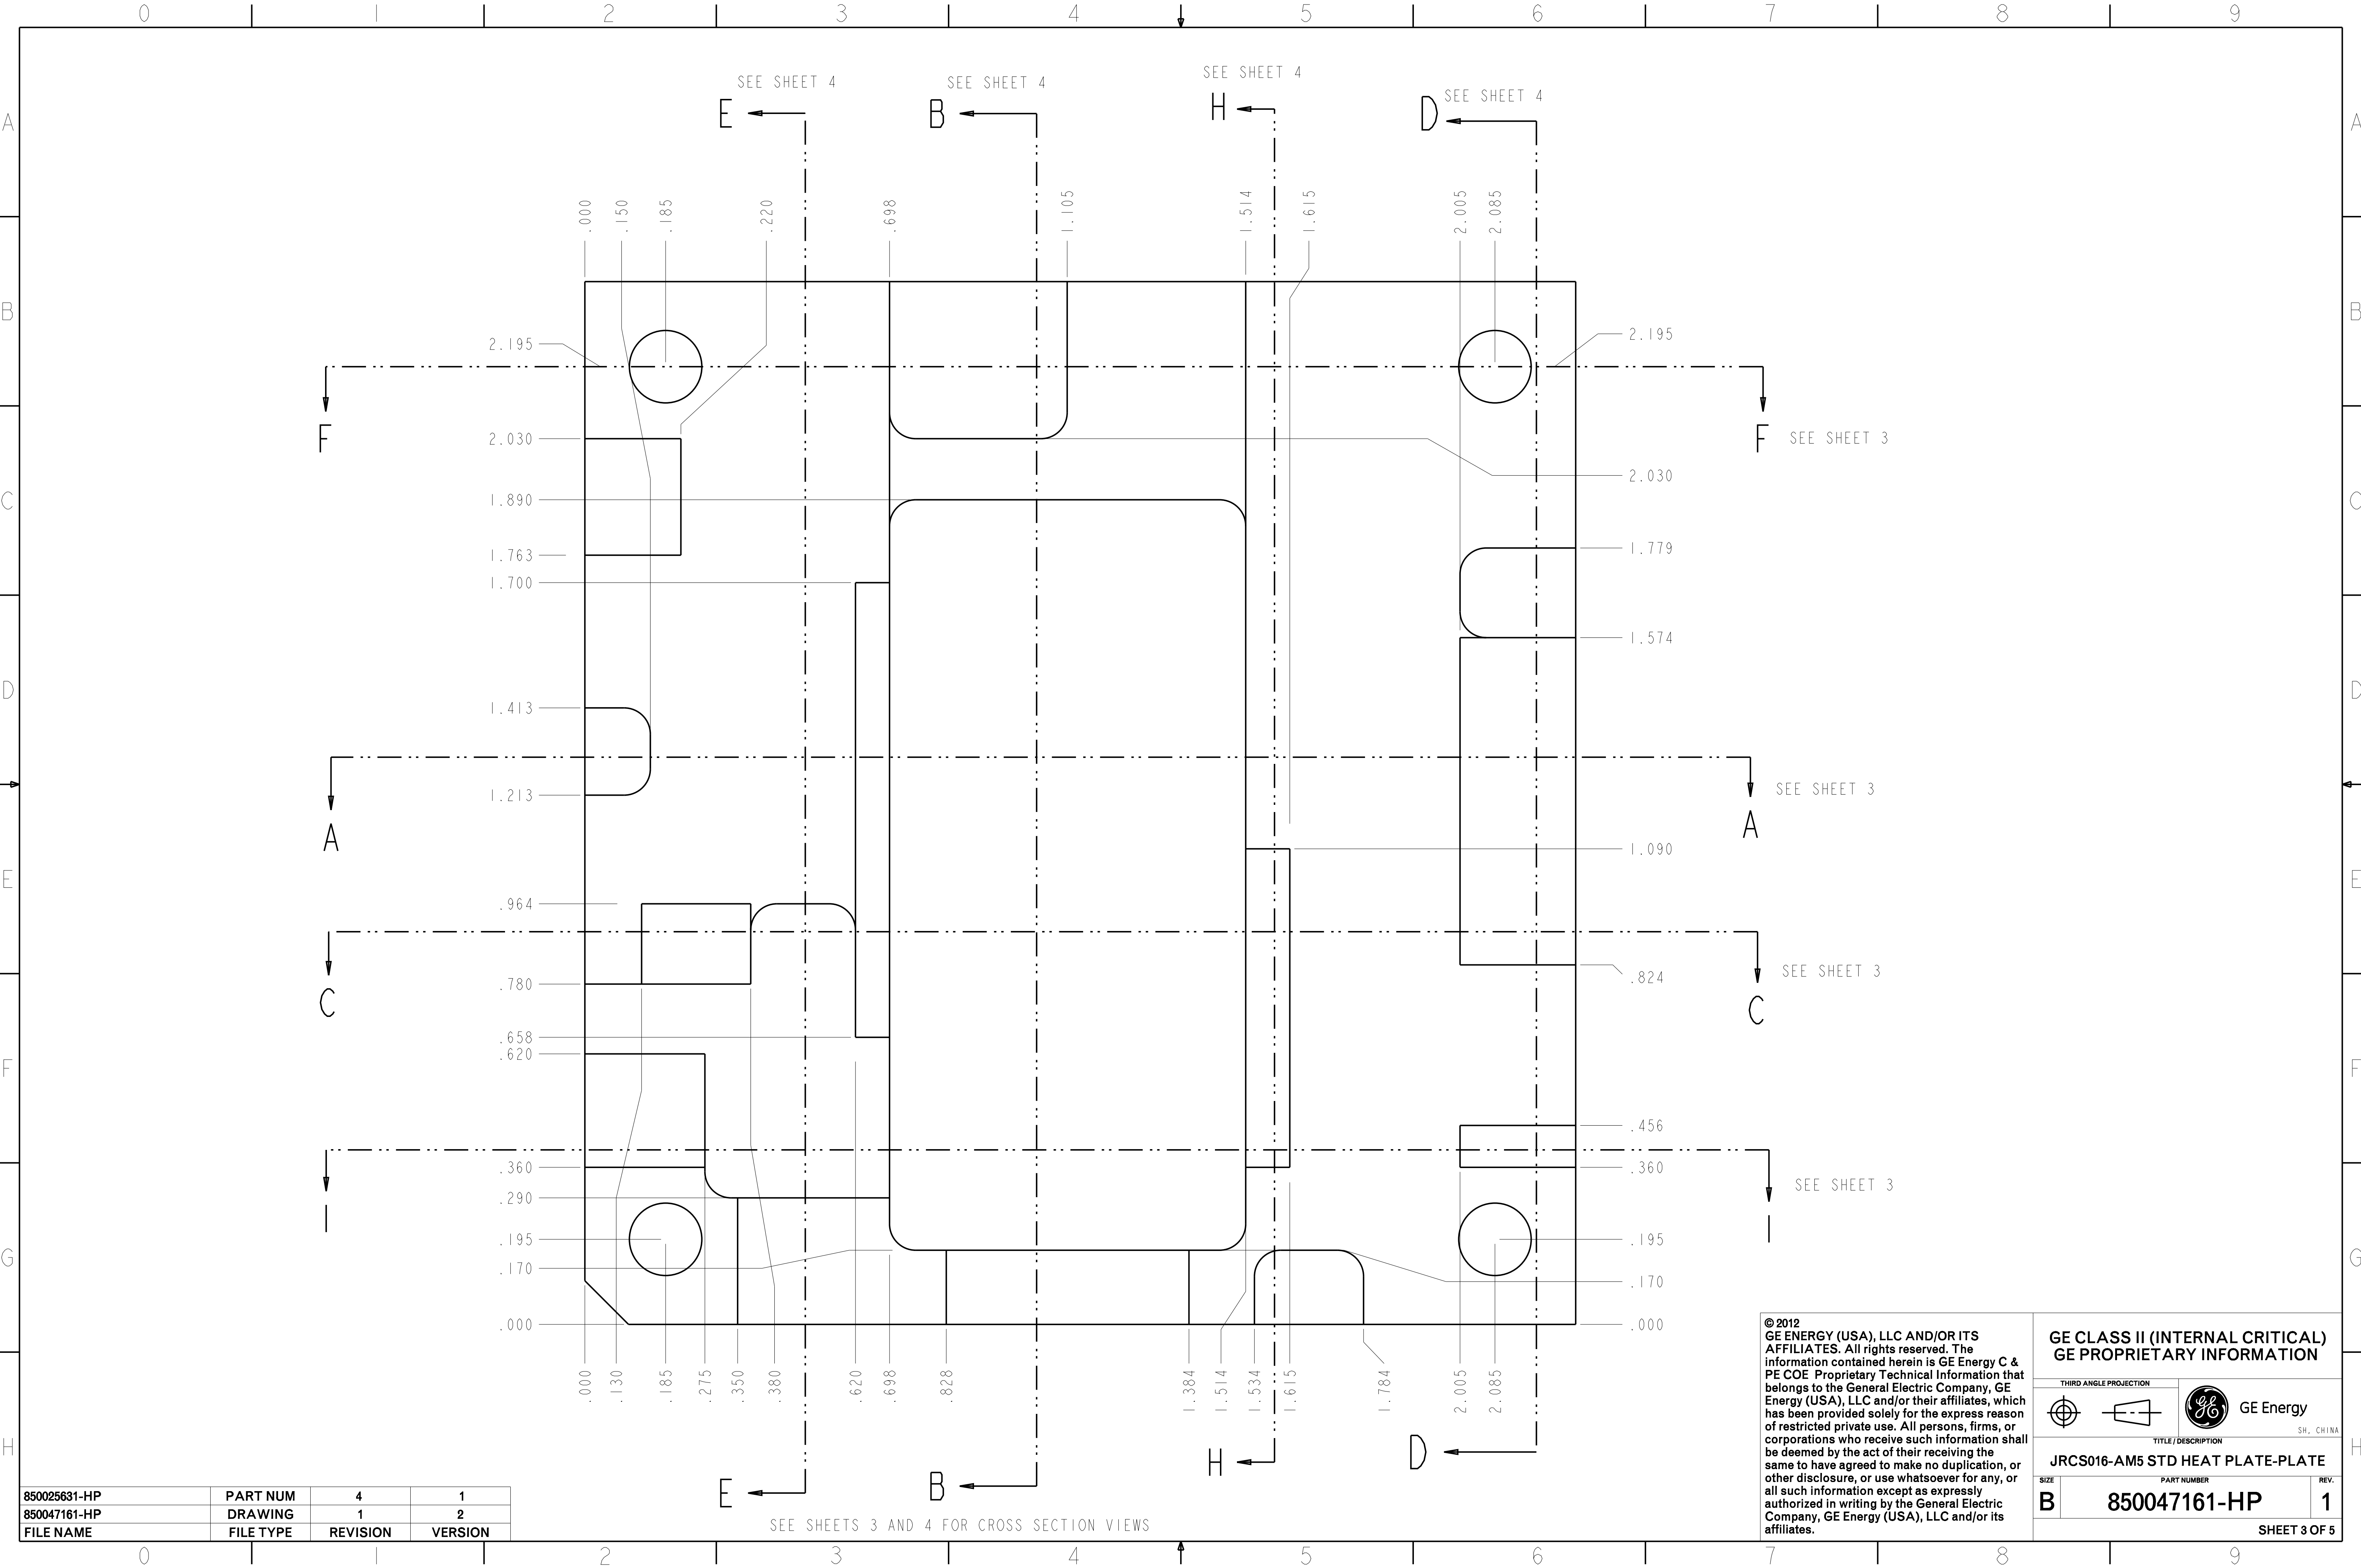 0 1 2 3 4 5 6 7 8 9
A A
B B
C C
D D
E E
F F
G G
H H
SEE SHEET 4
SEE SHEET 4
SEE SHEET 4
SEE SHEET 4
E B H D
.000 .150 .185 .220 .698 1.105 1.514 1.615 2.005 2.085
2.195
2.030
1.890
1.763
1.700
1.413
1.213
.964
.780
.658
.620
.360
.290
.195
.170
.000
2.195
2.030
1.779
1.574
1.090
.824
.456
.360
.195
.170
.000
F F SEE SHEET 3
A A SEE SHEET 3
C C SEE SHEET 3
I I SEE SHEET 3
.000 .130 .185 .275 .350 .380 .620 .698 .828 1.384 1.514 1.534 1.615 1.784 2.005 2.085
E B H D
SEE SHEETS 3 AND 4 FOR CROSS SECTION VIEWS
850025631-HP PART NUM 4 1
850047161-HP DRAWING 1 2
FILE NAME FILE TYPE REVISION VERSION
© 2012
GE ENERGY (USA), LLC AND/OR ITS
AFFILIATES. All rights reserved. The
information contained herein is GE Energy C &
PE COE Proprietary Technical Information that
belongs to the General Electric Company, GE
Energy (USA), LLC and/or their affiliates, which
has been provided solely for the express reason
of restricted private use. All persons, firms, or
corporations who receive such information shall
be deemed by the act of their receiving the
same to have agreed to make no duplication, or
other disclosure, or use whatsoever for any, or
all such information except as expressly
authorized in writing by the General Electric
Company, GE Energy (USA), LLC and/or its
affiliates.
GE CLASS II (INTERNAL CRITICAL)
GE PROPRIETARY INFORMATION
THIRD ANGLE PROJECTION
GE
GE Energy
SH, CHINA
TITLE / DESCRIPTION
JRCS016-AM5 STD HEAT PLATE-PLATE
SIZE PART NUMBER REV.
B 850047161-HP 1
SHEET 3 OF 5
0 1 2 3 4 5 6 7 8 9